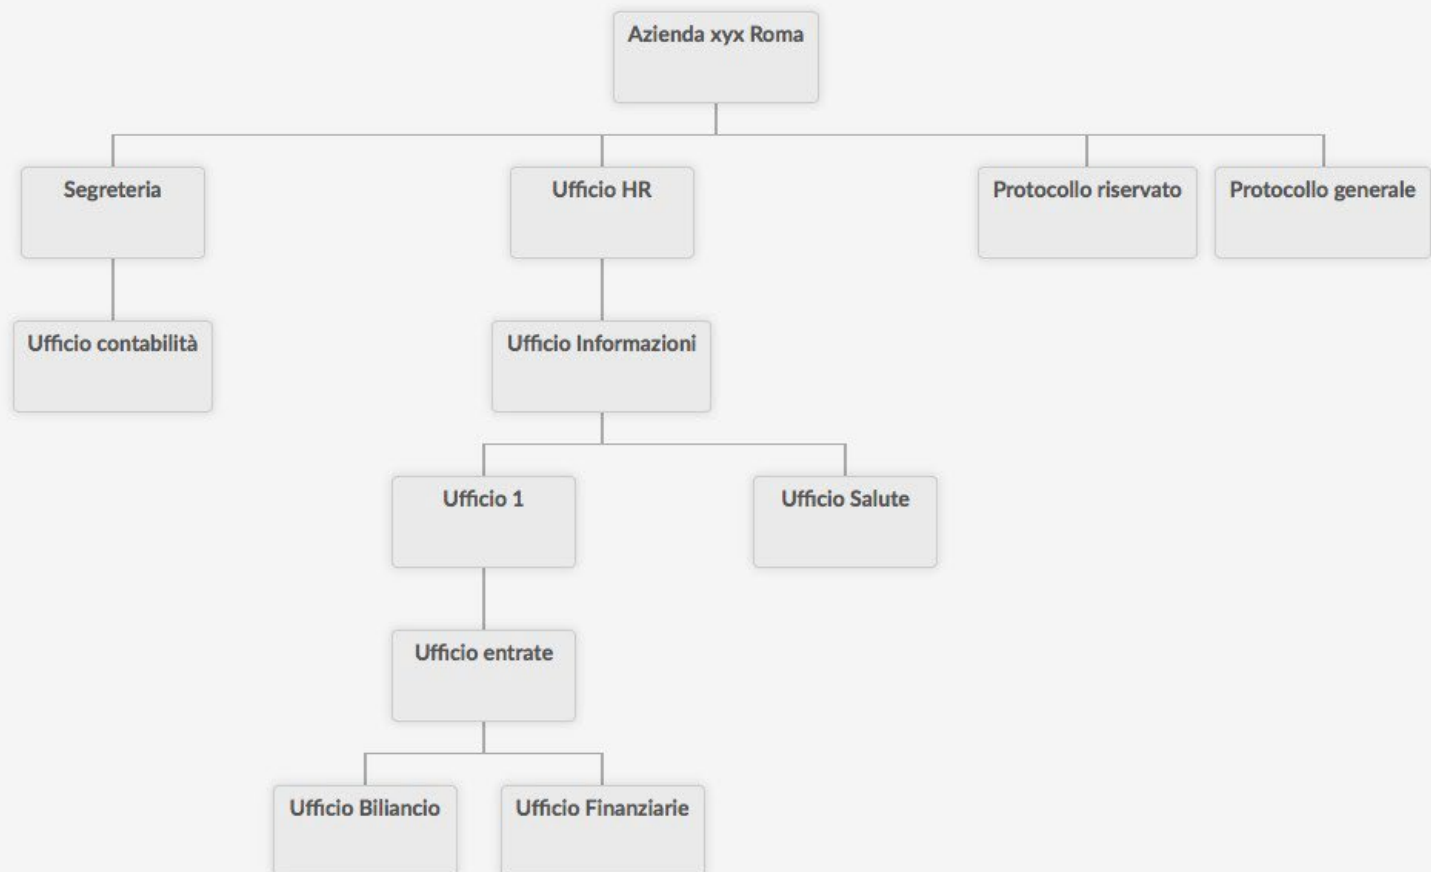 Azienda xyx Roma
Segreteria
Ufficio HR
Protocollo riservato
Protocollo generale
Ufficio contabilità
Ufficio Informazioni
Ufficio 1
Ufficio Salute
Ufficio entrate
Ufficio Biliancio
Ufficio Finanziarie